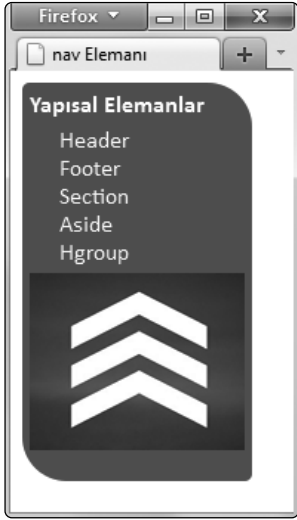 Firefox
nav Elemanı
Yapısal Elemanlar
Header
Footer
Section
Aside
Hgroup